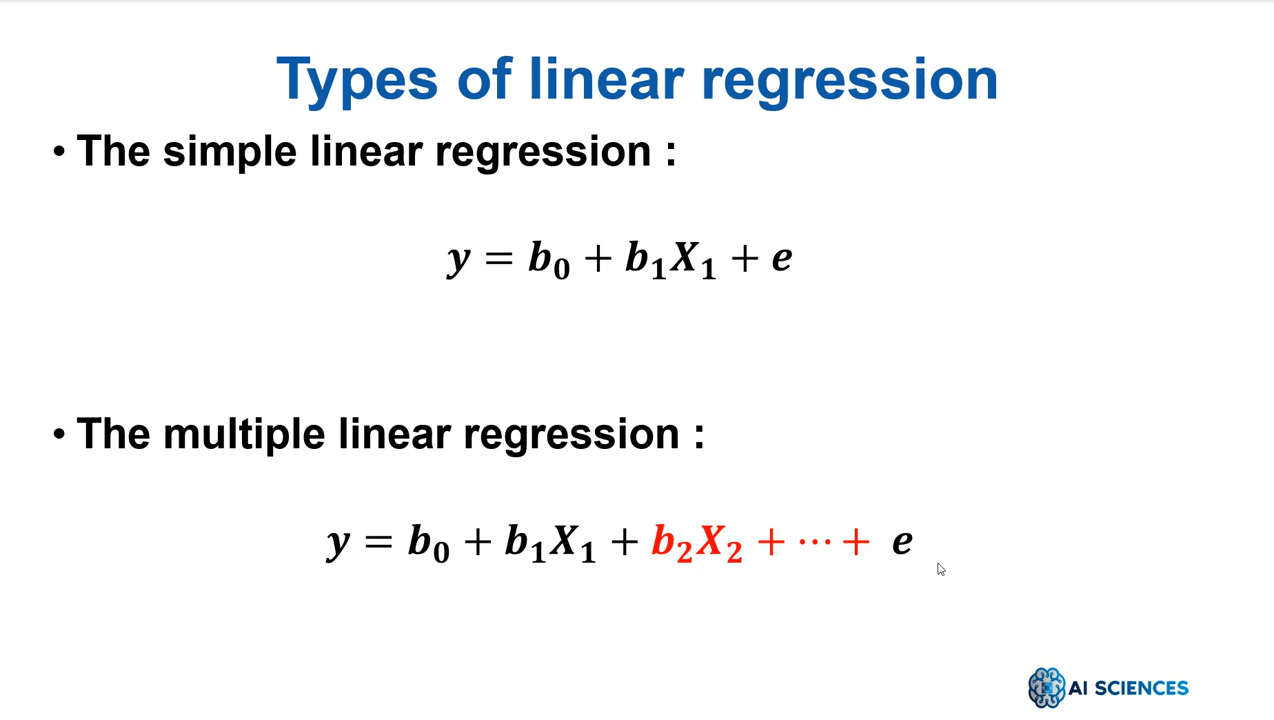 Types of linear regression
• The simple linear regression :
y = b₀ + b₁X₁ + e
• The multiple linear regression :
y = b₀ + b₁X₁ + b₂X₂ + ⋯ + e
AI SCIENCES